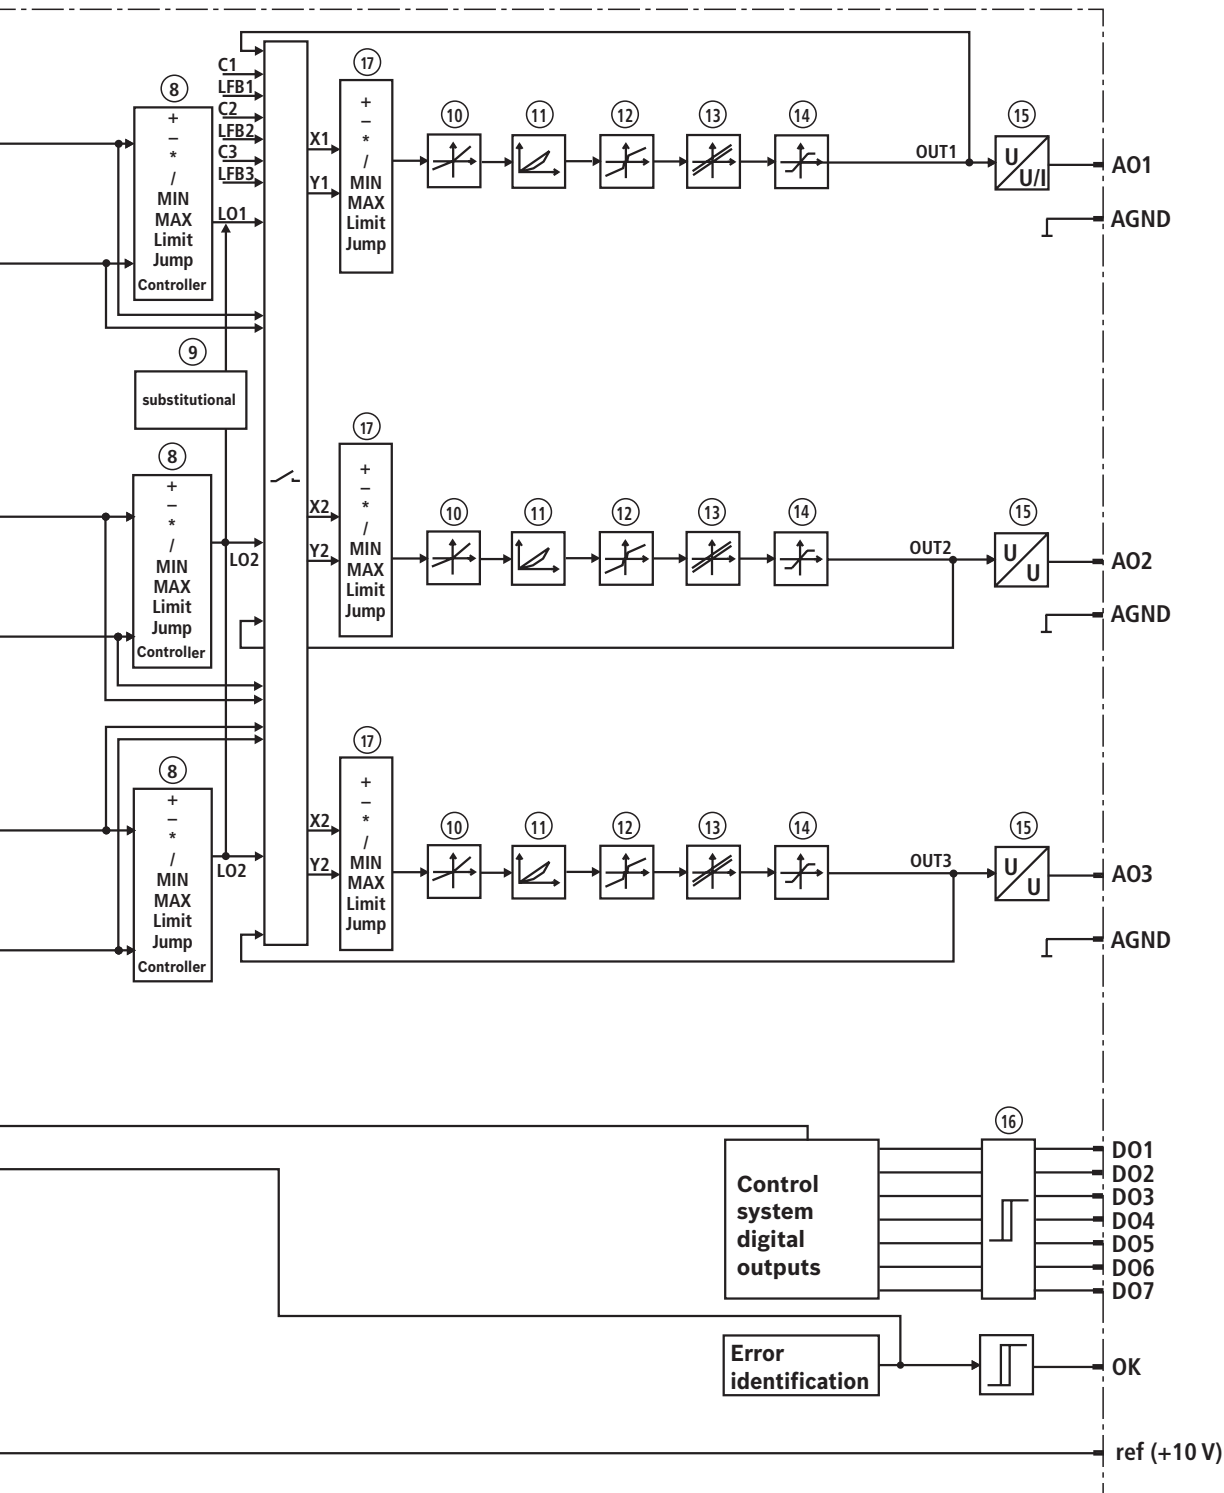 C1
LFB1
C2
LFB2
C3
LFB3
LO1
8
+
–
*
/
MIN
MAX
Limit
Jump
Controller
X1
Y1
17
+
–
*
/
MIN
MAX
Limit
Jump
10
11
12
13
14
OUT1
15
U
U/I
AO1
AGND
9
substitutional
8
+
–
*
/
MIN
MAX
Limit
Jump
Controller
LO2
X2
Y2
17
+
–
*
/
MIN
MAX
Limit
Jump
10
11
12
13
14
OUT2
15
U
U
AO2
AGND
8
+
–
*
/
MIN
MAX
Limit
Jump
Controller
LO2
X2
Y2
17
+
–
*
/
MIN
MAX
Limit
Jump
10
11
12
13
14
OUT3
15
U
U
AO3
AGND
Control
system
digital
outputs
16
DO1
DO2
DO3
DO4
DO5
DO6
DO7
Error
identification
OK
ref (+10 V)